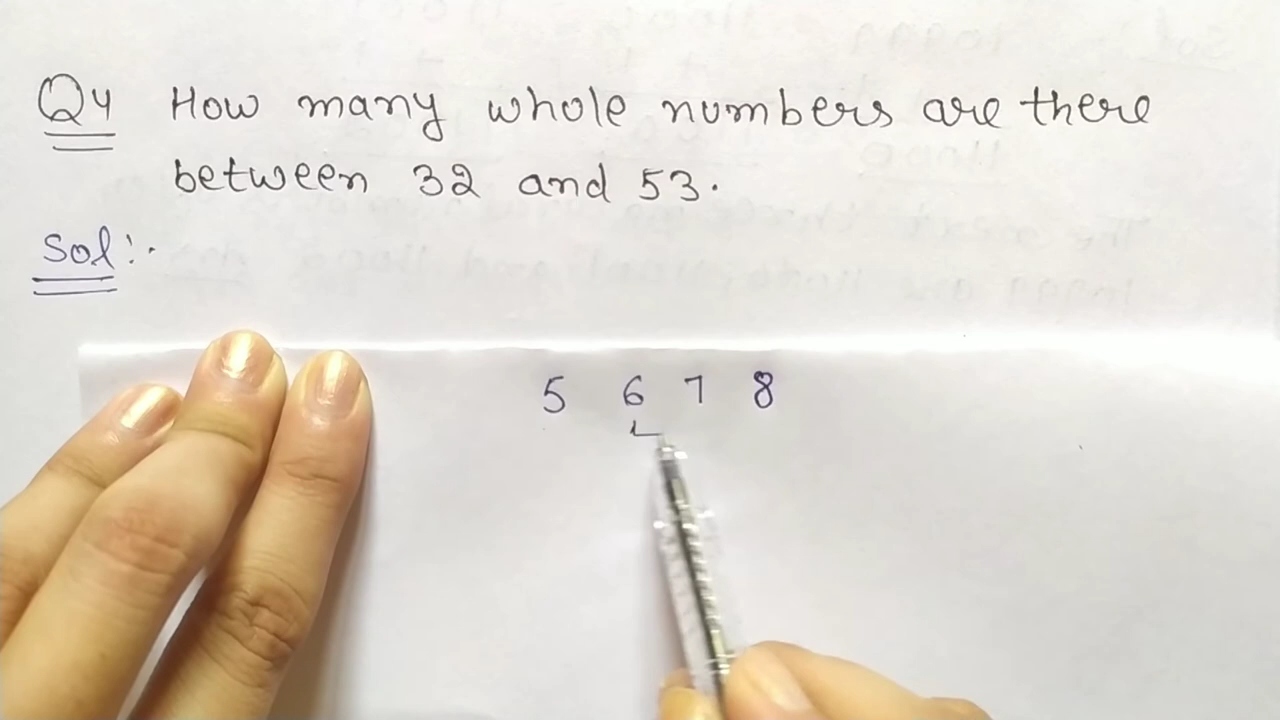 Q4 How many whole numbers are there
between 32 and 53.
Sol:-
5 6 7 8